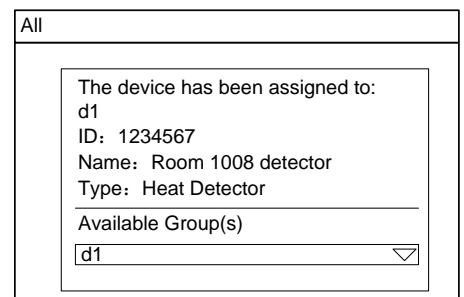 All
The device has been assigned to:
d1
ID：1234567
Name：Room 1008 detector
Type：Heat Detector
Available Group(s)
d1